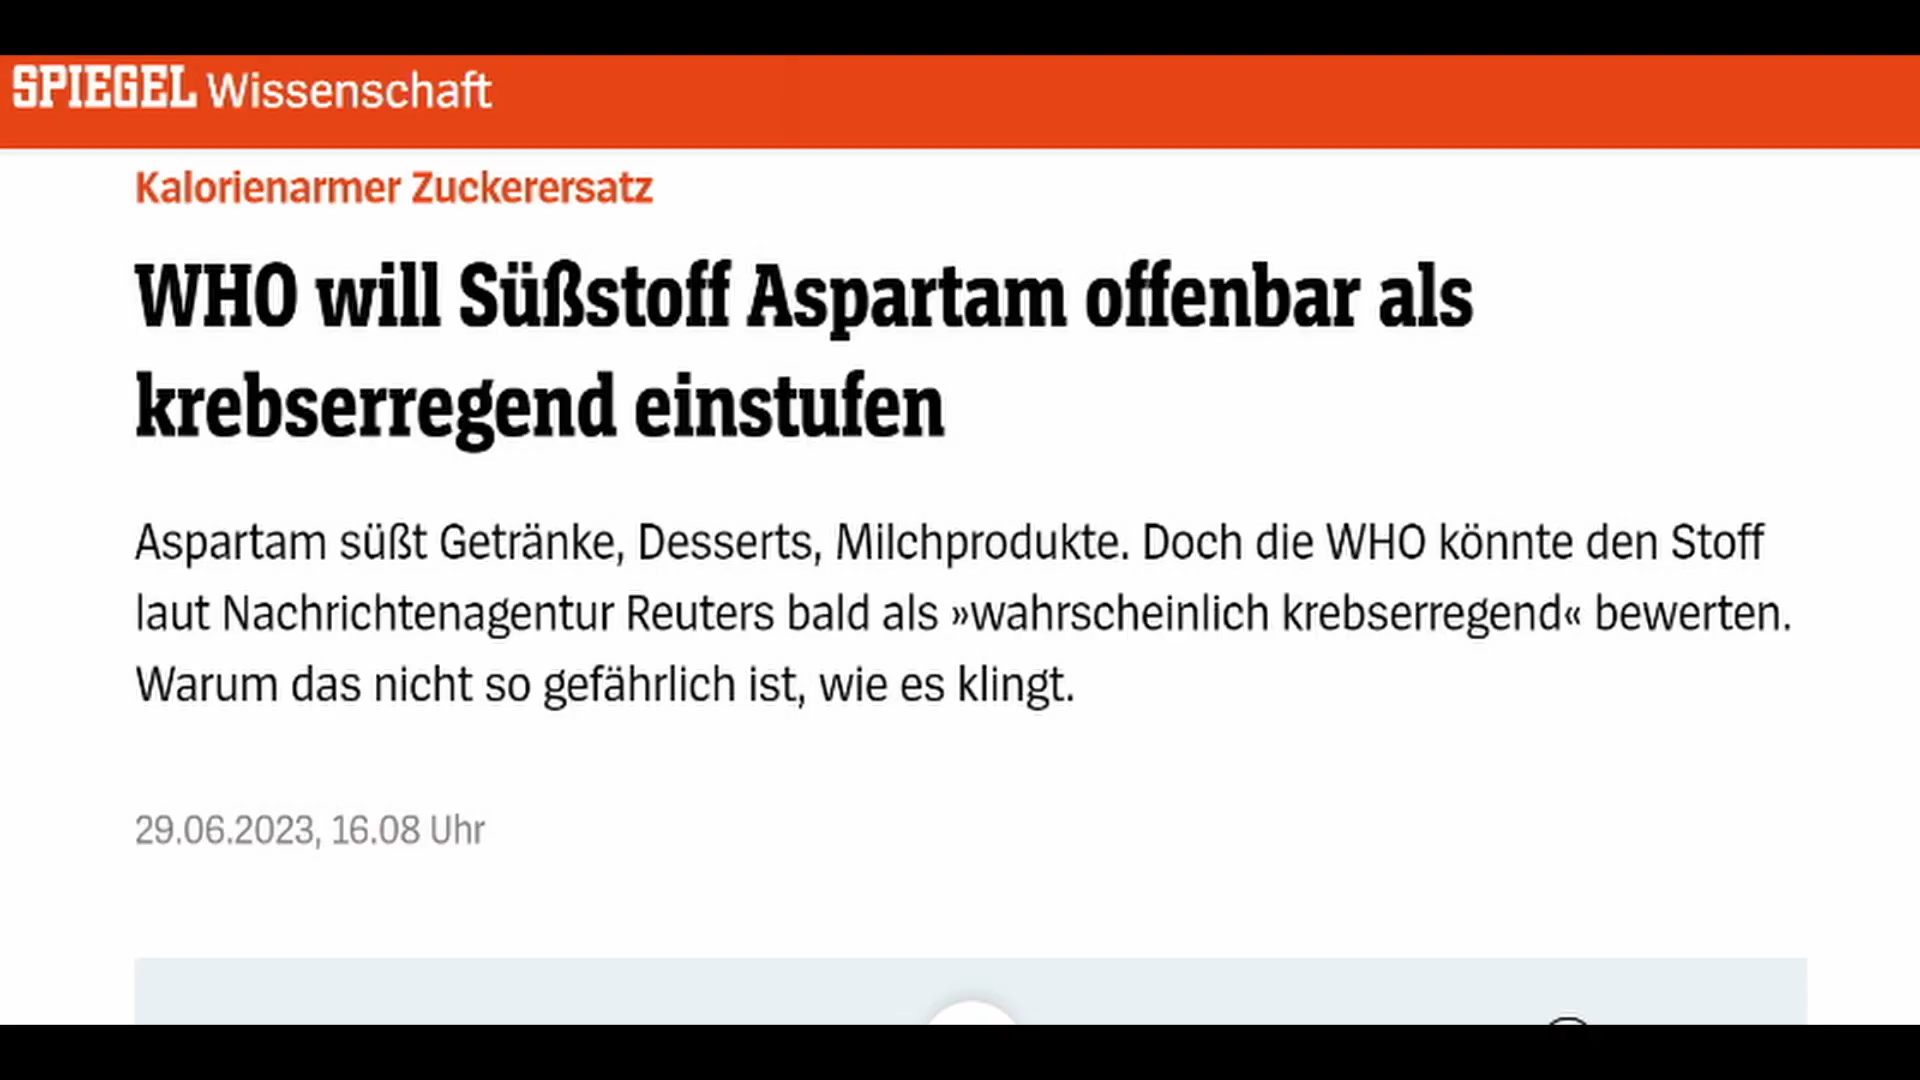 SPIEGEL Wissenschaft
Kalorienarmer Zuckerersatz
WHO will Süßstoff Aspartam offenbar als
krebserregend einstufen
Aspartam süßt Getränke, Desserts, Milchprodukte. Doch die WHO könnte den Stoff
laut Nachrichtenagentur Reuters bald als »wahrscheinlich krebserregend« bewerten.
Warum das nicht so gefährlich ist, wie es klingt.
29.06.2023, 16.08 Uhr